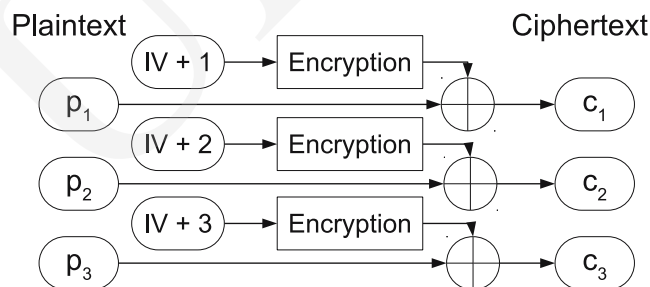 Plaintext
Ciphertext
IV + 1
Encryption
p1
c1
IV + 2
Encryption
p2
c2
IV + 3
Encryption
p3
c3